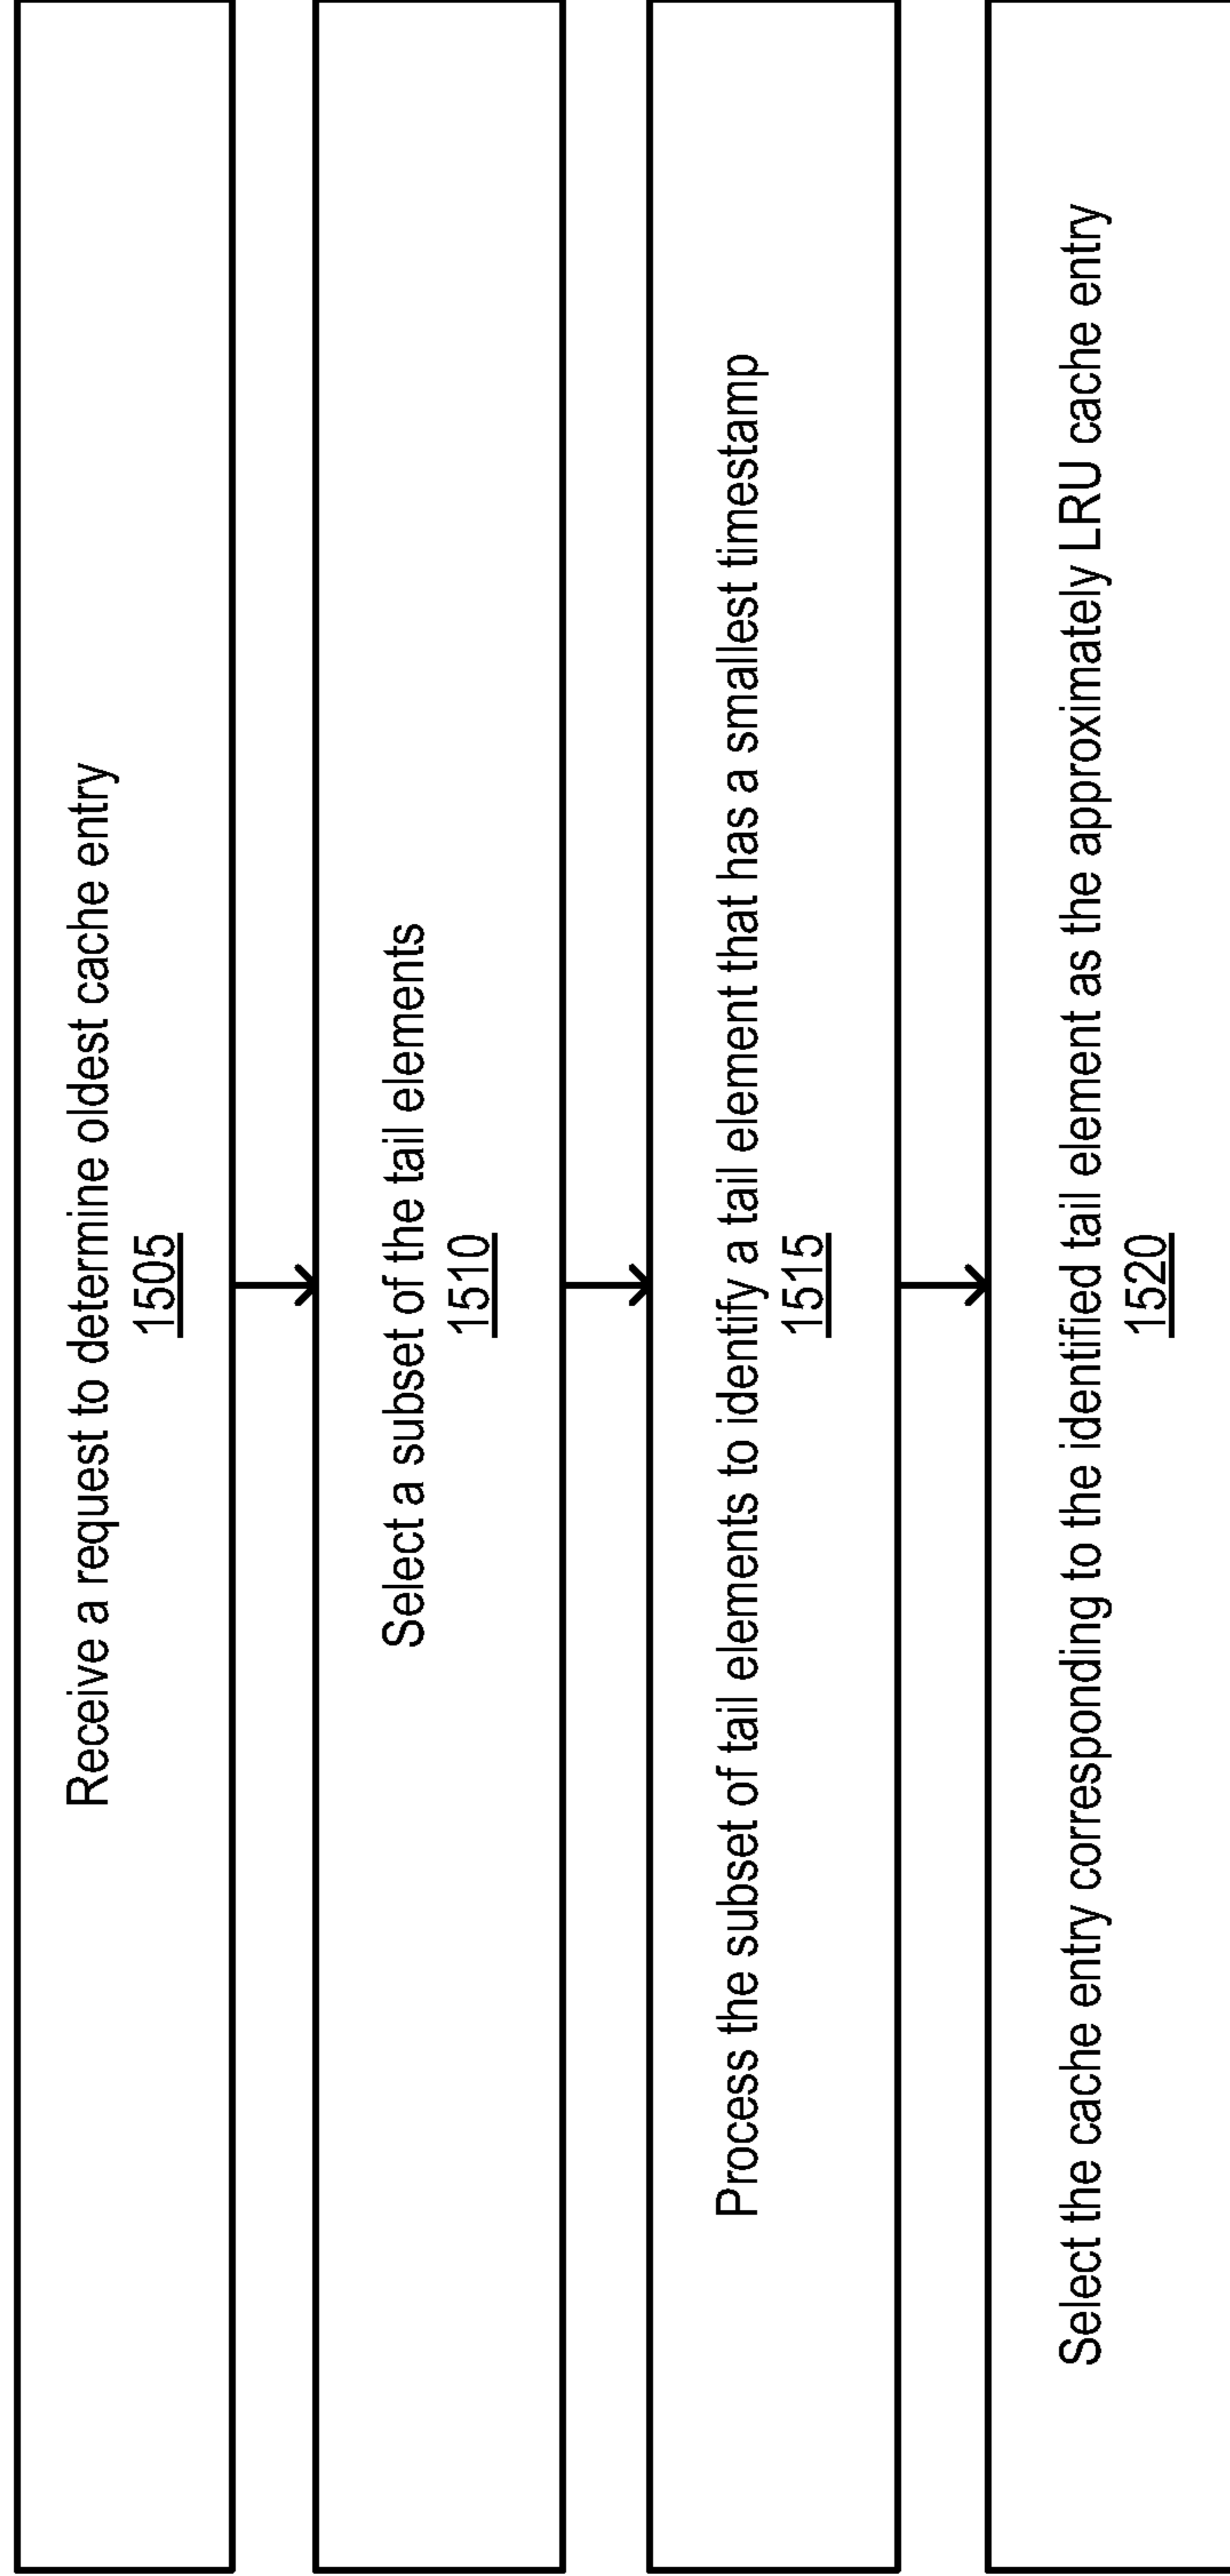 Receive a request to determine oldest cache entry
1505
Select a subset of the tail elements
1510
Process the subset of tail elements to identify a tail element that has a smallest timestamp
1515
Select the cache entry corresponding to the identified tail element as the approximately LRU cache entry
1520